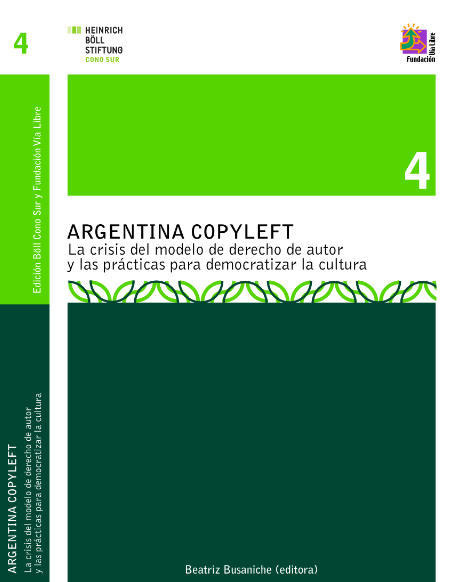 4
HEINRICH
BÖLL
STIFTUNG
CONO SUR
Vía Libre
Fundación
Edición Böll Cono Sur y Fundación Vía Libre
4
ARGENTINA COPYLEFT
La crisis del modelo de derecho de autor
y las prácticas para democratizar la cultura
ARGENTINA COPYLEFT
La crisis del modelo de derecho de autor
y las prácticas para democratizar la cultura
Beatriz Busaniche (editora)